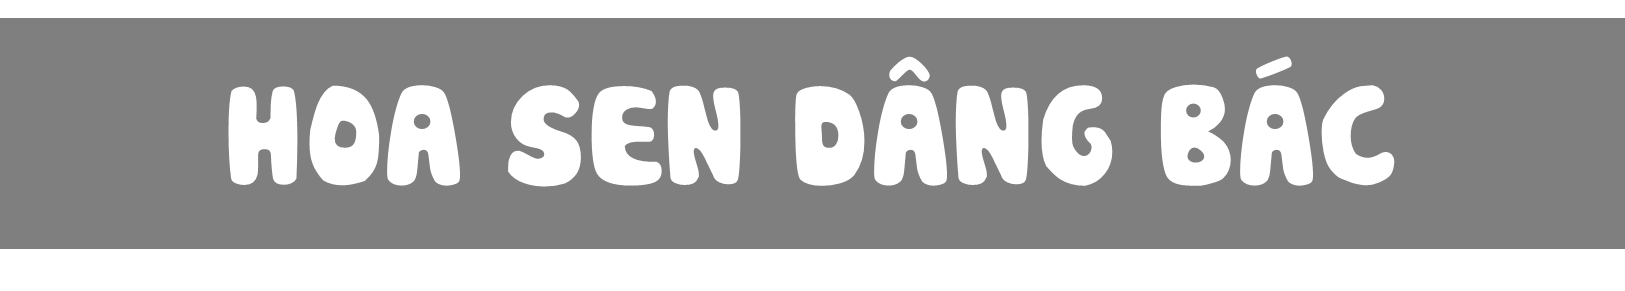 HOA SEN DÂNG BÁC